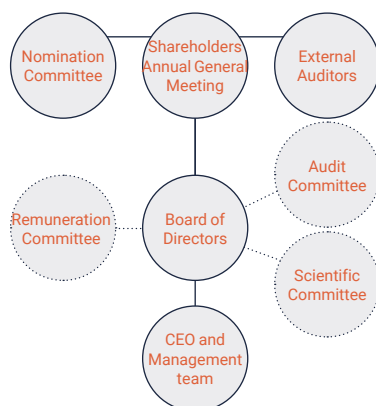 Nomination
Committee
Shareholders
Annual General
Meeting
External
Auditors
Audit
Committee
Remuneration
Committee
Board of
Directors
Scientific
Committee
CEO and
Management
team